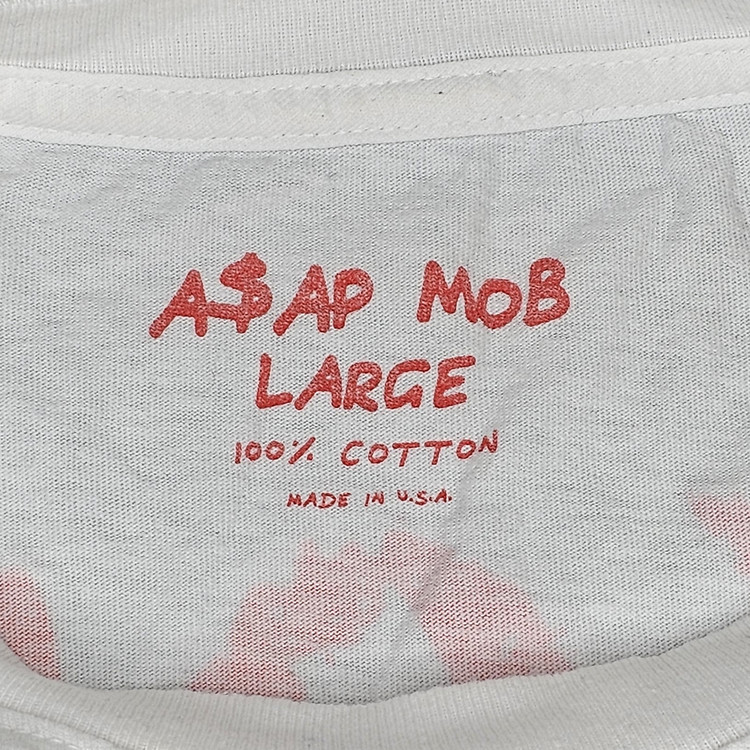 A$AP MOB
LARGE
100% COTTON
MADE IN U.S.A.